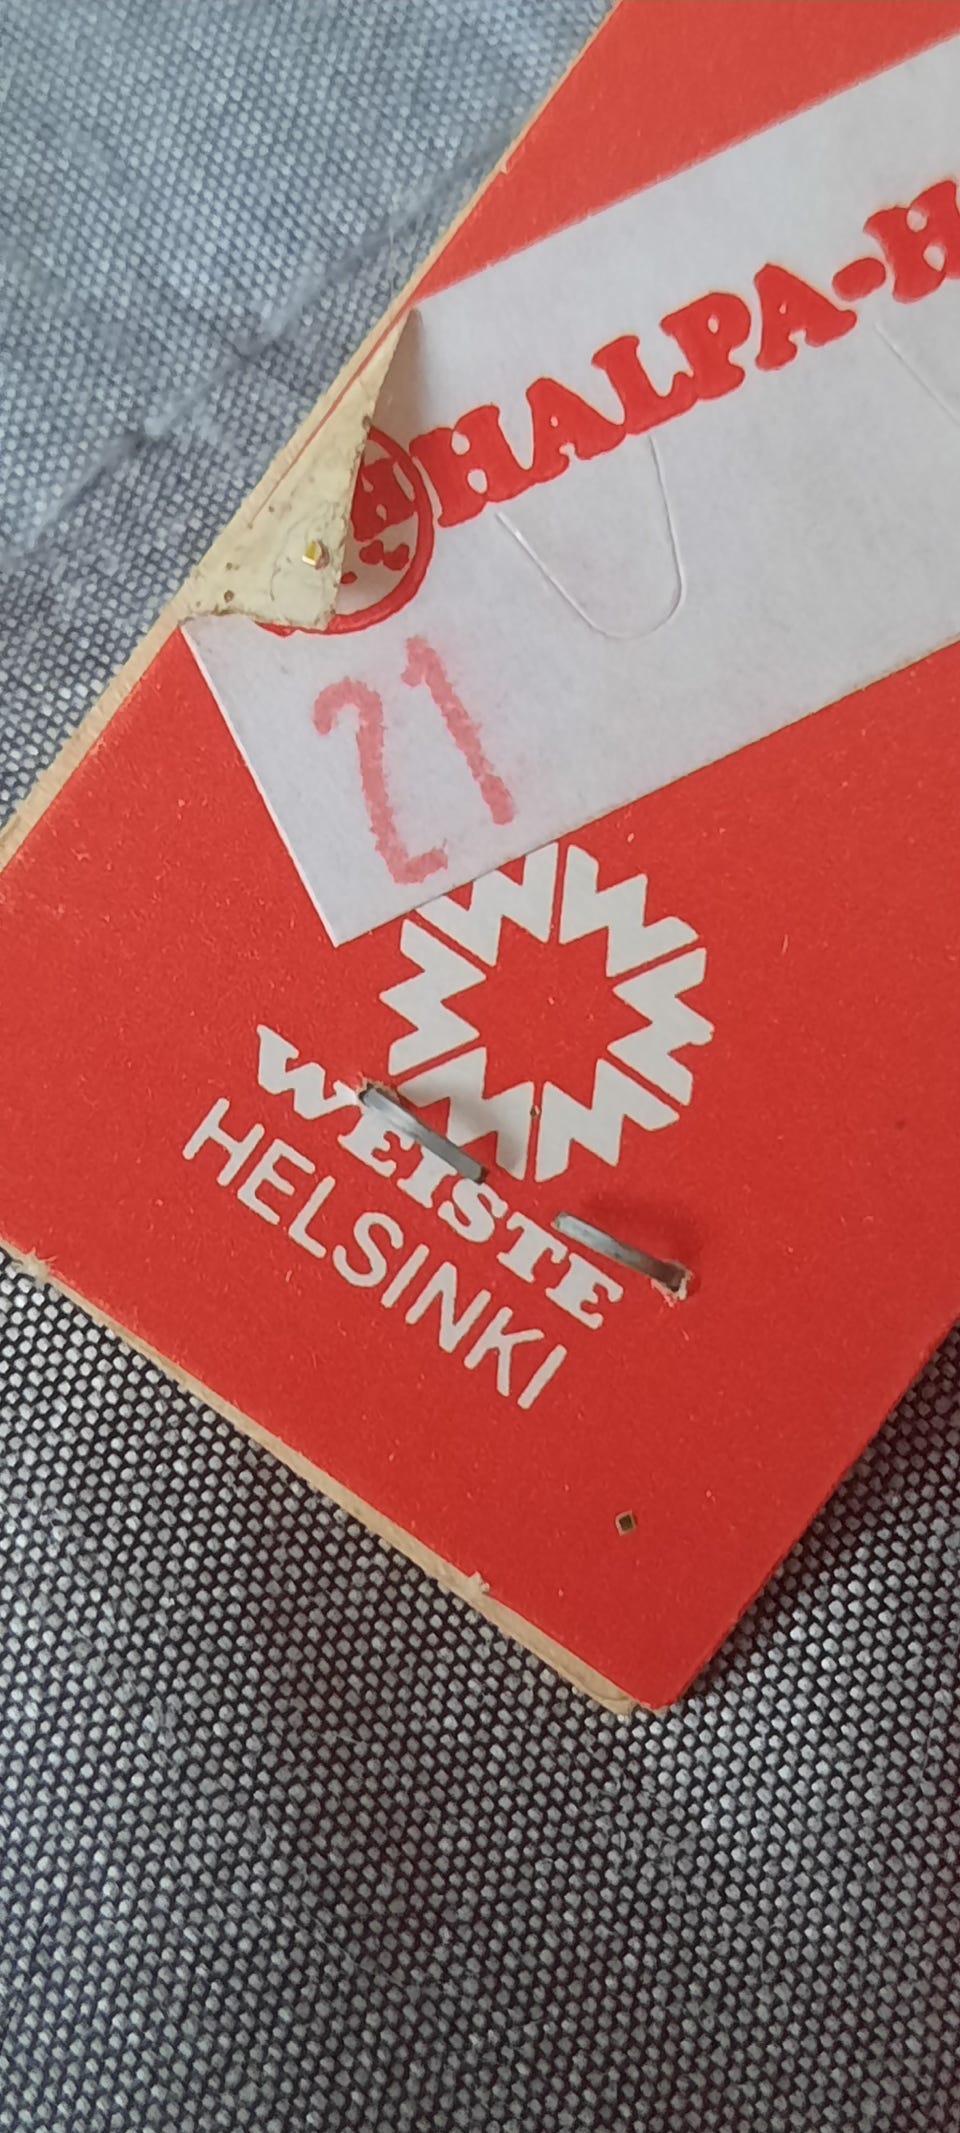 H HALPA-H
21
WEISTE
HELSINKI